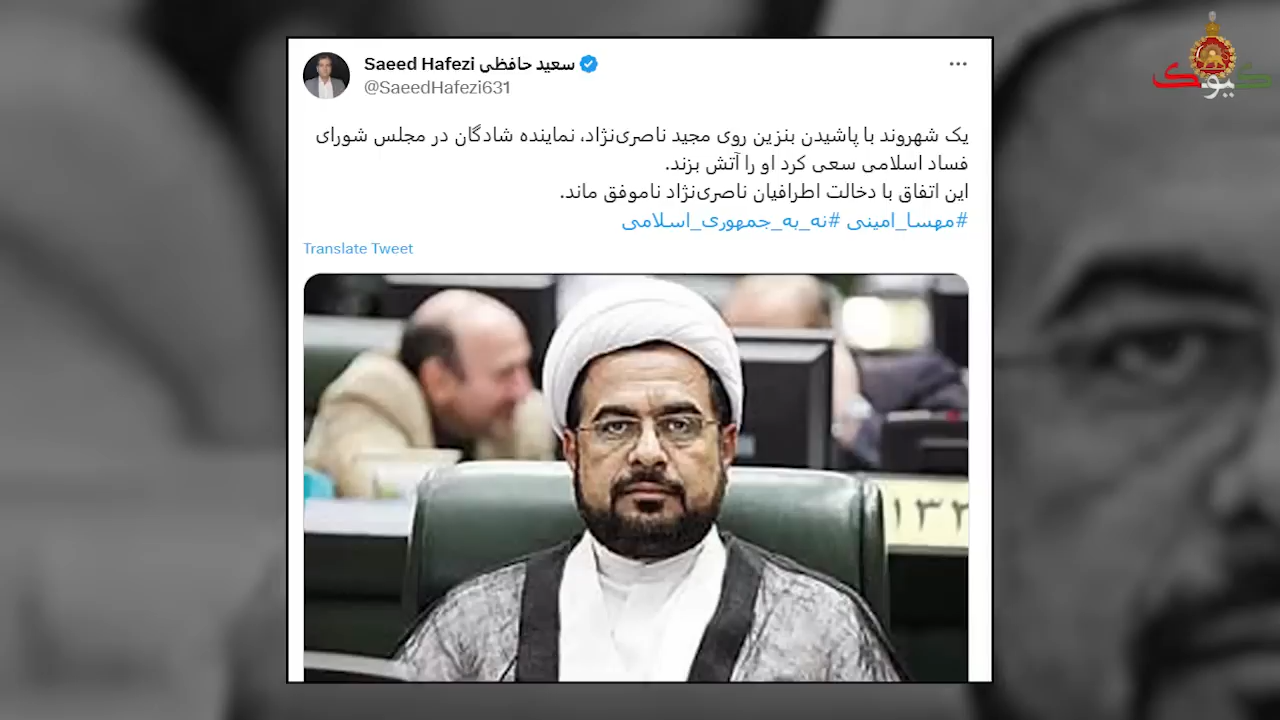 Saeed Hafezi سعید حافظی
@SaeedHafezi631
یک شهروند با پاشیدن بنزین روی مجید ناصری‌نژاد، نماینده شادگان در مجلس شورای
فساد اسلامی سعی کرد او را آتش بزند.
این اتفاق با دخالت اطرافیان ناصری‌نژاد ناموفق ماند.
#مهسا_امینی #نه_به_جمهوری_اسلامی
Translate Tweet
۱۳۲
کیوک